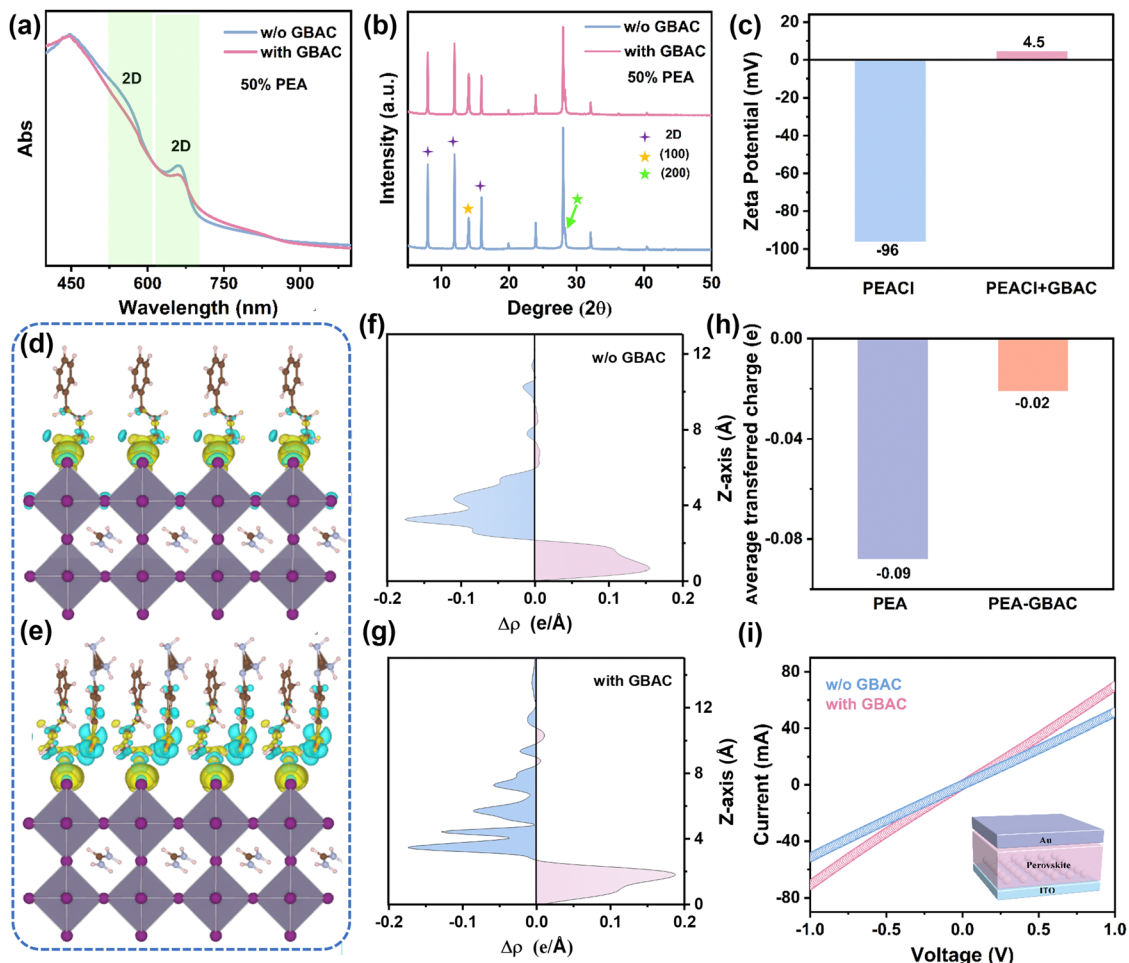 (a)
w/o GBAC
with GBAC
50% PEA
2D
2D
Abs
450
600
750
900
Wavelength (nm)
(b)
w/o GBAC
with GBAC
50% PEA
2D
(100)
(200)
Intensity (a.u.)
10
20
30
40
50
Degree (2θ)
(c)
20
0
-20
-40
-60
-80
-100
Zeta Potential (mV)
4.5
-96
PEACl
PEACl+GBAC
(d)
(e)
(f)
w/o GBAC
12
8
4
0
Z-axis (Å)
-0.2
-0.1
0.0
0.1
0.2
Δρ (e/Å)
(g)
with GBAC
12
8
4
0
Z-axis (Å)
-0.2
-0.1
0.0
0.1
0.2
Δρ (e/Å)
(h)
0.00
-0.04
-0.08
Average transferred charge (e)
-0.09
-0.02
PEA
PEA-GBAC
(i)
w/o GBAC
with GBAC
80
40
0
-40
-80
Current (mA)
Au
Perovskite
ITO
-1.0
-0.5
0.0
0.5
1.0
Voltage (V)